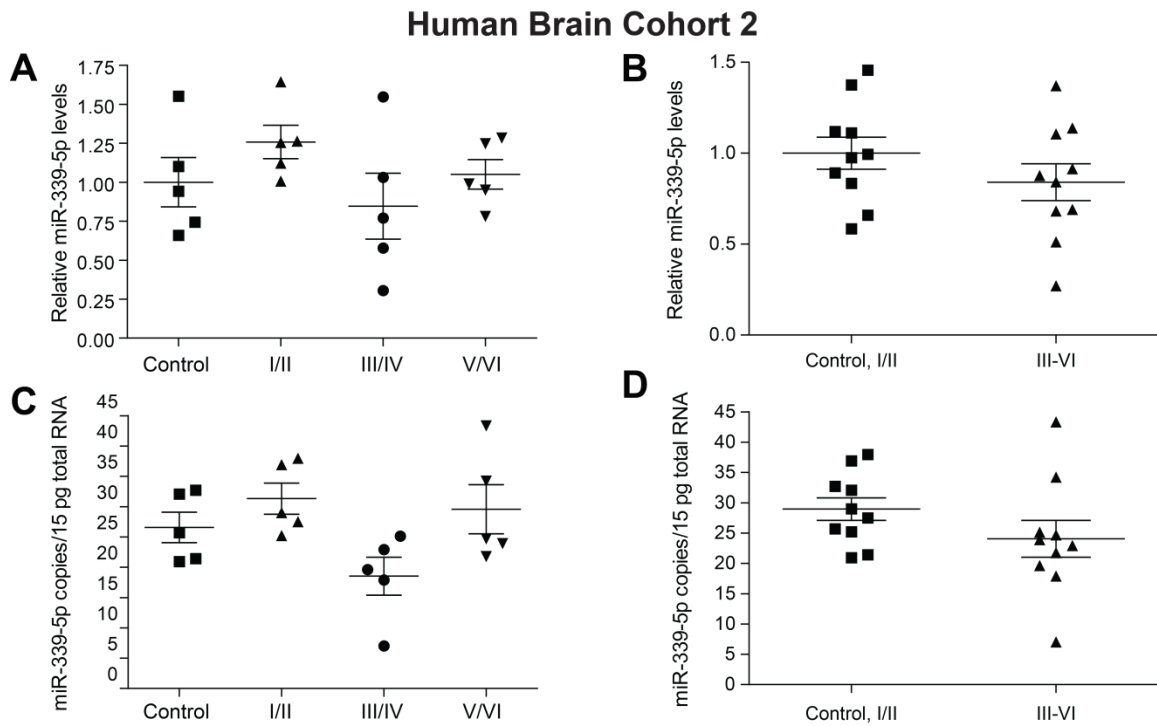 Human Brain Cohort 2
A
Relative miR-339-5p levels
1.75
1.50
1.25
1.00
0.75
0.50
0.25
0.00
Control I/II III/IV V/VI
B
Relative miR-339-5p levels
1.5
1.0
0.5
0.0
Control, I/II III-VI
C
miR-339-5p copies/15 pg total RNA
45
40
35
30
25
20
15
10
5
0
Control I/II III/IV V/VI
D
miR-339-5p copies/15 pg total RNA
45
40
35
30
25
20
15
10
5
0
Control, I/II III-VI